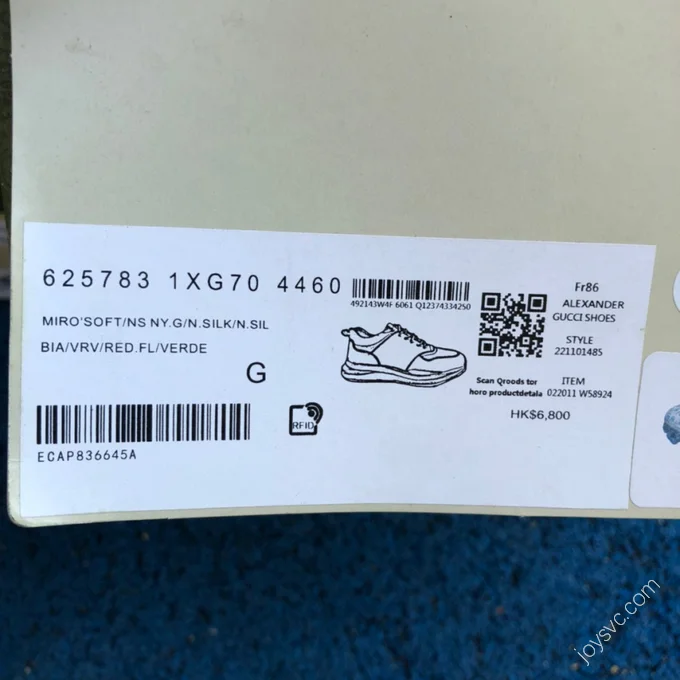 625783 1XG70 4460
492143W4F 6061 Q12374334250
MIRO'SOFT/NS NY.G/N.SILK/N.SIL
BIA/VRV/RED.FL/VERDE
G
ECAP836645A
RFID
Fr86
ALEXANDER
GUCCI SHOES
STYLE
221101485
Scan Qroods tor
horo productdetala
ITEM
022011 W58924
HK$6,800
joysvc.com